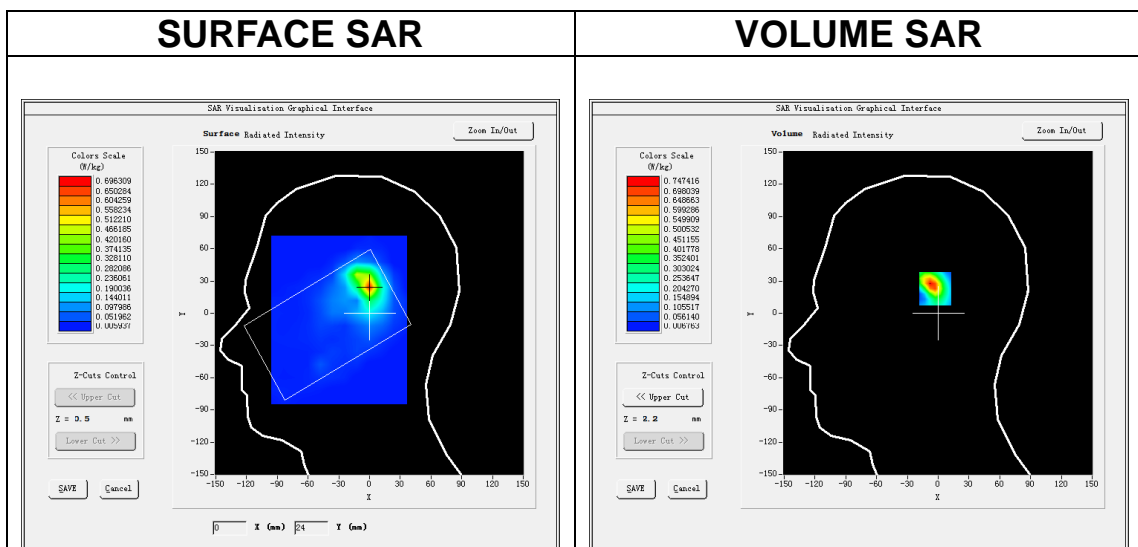 SURFACE SAR
VOLUME SAR
SAR Visualisation Graphical Interface
Surface Radiated Intensity
Zoom In/Out
Colors Scale
(W/kg)
0.696309
0.650284
0.604259
0.558234
0.512210
0.466185
0.420160
0.374135
0.328110
0.282086
0.236061
0.190036
0.144011
0.097986
0.051962
0.005937
150
120
90
60
30
0
-30
-60
-90
-120
-150
Y
-150 -120 -90 -60 -30 0 30 60 90 120 150
X
Z-Cuts Control
<< Upper Cut
Z = 0.5 mm
Lower Cut >>
SAVE Cancel
0 X (mm) 24 Y (mm)
SAR Visualisation Graphical Interface
Volume Radiated Intensity
Zoom In/Out
Colors Scale
(W/kg)
0.747416
0.698039
0.648663
0.599286
0.549909
0.500532
0.451155
0.401778
0.352401
0.303024
0.253647
0.204270
0.154894
0.105517
0.056140
0.006763
150
120
90
60
30
0
-30
-60
-90
-120
-150
Y
-150 -120 -90 -60 -30 0 30 60 90 120 150
X
Z-Cuts Control
<< Upper Cut
Z = 2.2 mm
Lower Cut >>
SAVE Cancel